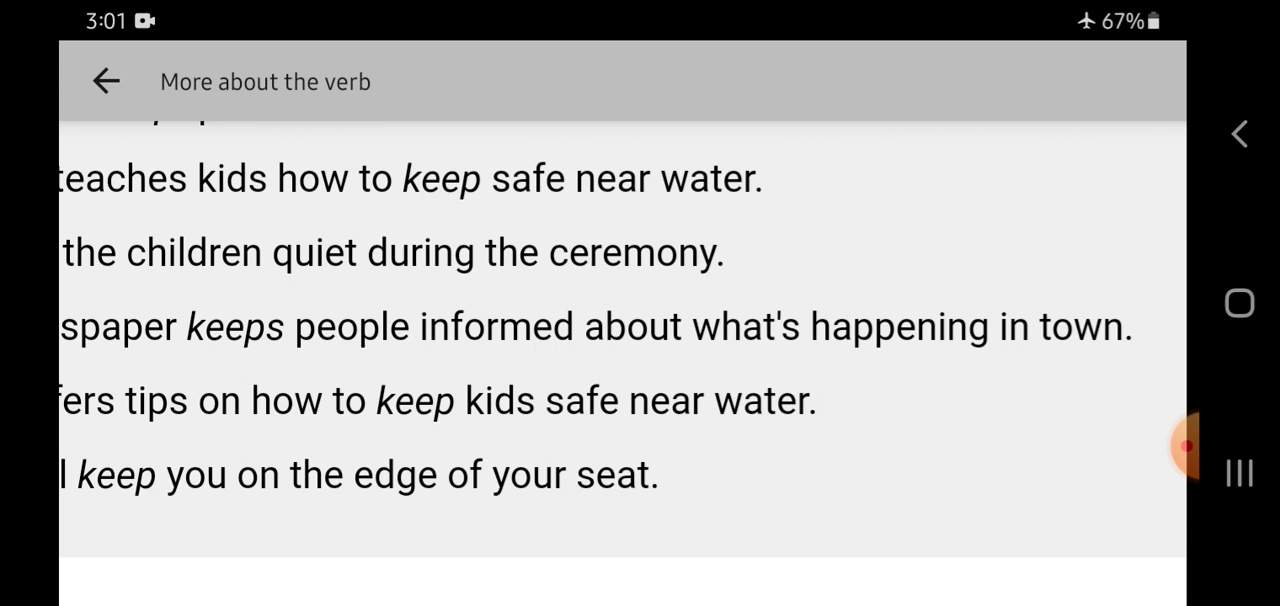 3:01 67%
More about the verb
teaches kids how to keep safe near water.
the children quiet during the ceremony.
spaper keeps people informed about what's happening in town.
fers tips on how to keep kids safe near water.
l keep you on the edge of your seat.